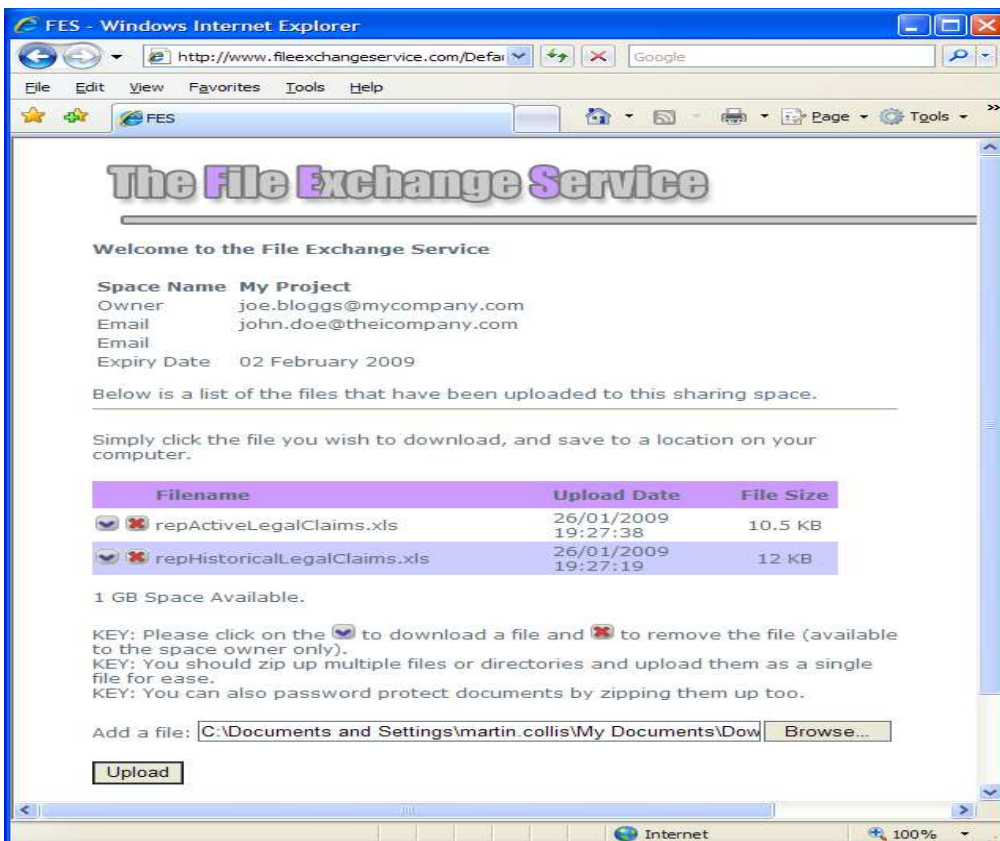 FES - Windows Internet Explorer
http://www.fileexchangeservice.com/Defai
Google
File Edit View Favorites Tools Help
FES
Page Tools »
The File Exchange Service
Welcome to the File Exchange Service
Space Name My Project
Owner joe.bloggs@mycompany.com
Email john.doe@theicompany.com
Email
Expiry Date 02 February 2009
Below is a list of the files that have been uploaded to this sharing space.
Simply click the file you wish to download, and save to a location on your
computer.
Filename Upload Date File Size
repActiveLegalClaims.xls 26/01/2009 19:27:38 10.5 KB
repHistoricalLegalClaims.xls 26/01/2009 19:27:19 12 KB
1 GB Space Available.
KEY: Please click on the to download a file and to remove the file (available
to the space owner only).
KEY: You should zip up multiple files or directories and upload them as a single
file for ease.
KEY: You can also password protect documents by zipping them up too.
Add a file: C:\Documents and Settings\martin.collis\My Documents\Dow Browse...
Upload
Internet 100%